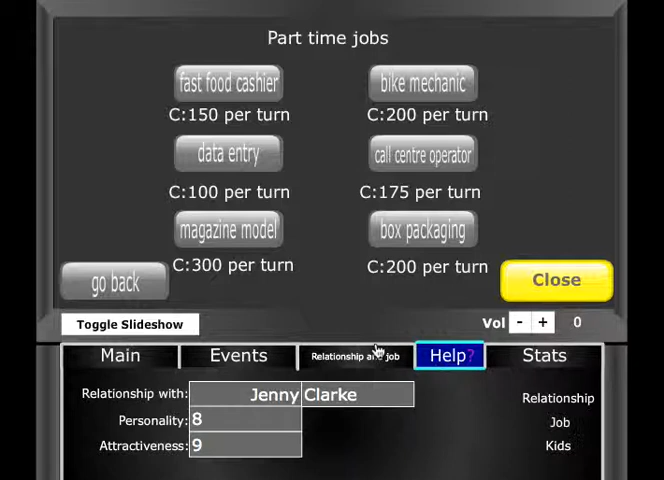 Part time jobs
fast food cashier
bike mechanic
C:150 per turn
C:200 per turn
data entry
call centre operator
C:100 per turn
C:175 per turn
magazine model
box packaging
C:300 per turn
C:200 per turn
go back
Close
Toggle Slideshow
Vol - + 0
Main
Events
Relationship and job
Help?
Stats
Relationship with: Jenny Clarke
Relationship
Personality: 8
Job
Attractiveness: 9
Kids